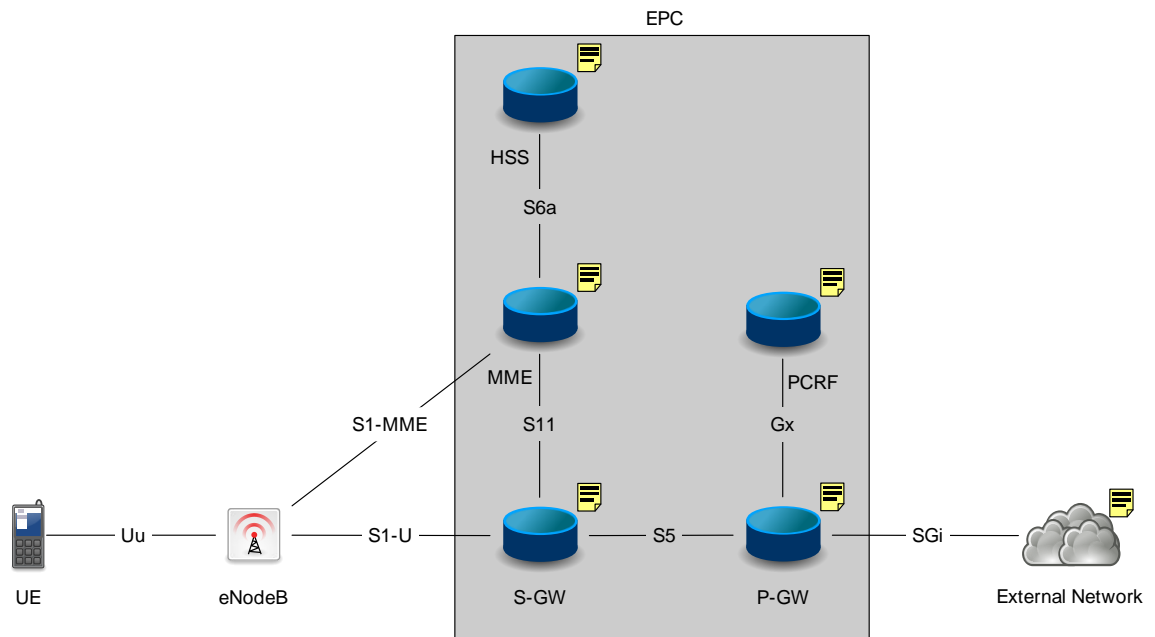 EPC
HSS
S6a
MME
PCRF
S1-MME
S11
Gx
Uu
S1-U
S5
SGi
UE
eNodeB
S-GW
P-GW
External Network